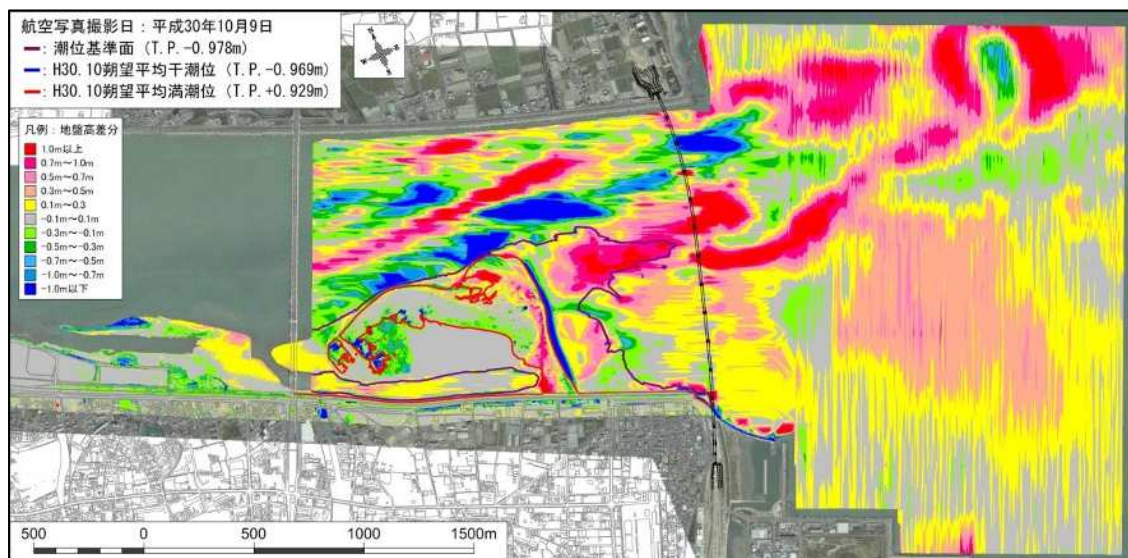 航空写真撮影日：平成30年10月9日
－：潮位基準面（T.P.-0.978m）
－：H30.10朔望平均干潮位（T.P.-0.969m）
－：H30.10朔望平均満潮位（T.P.+0.929m）
凡例：地盤高差分
1.0m以上
0.7m～1.0m
0.5m～0.7m
0.3m～0.5m
0.1m～0.3
-0.1m～0.1m
-0.3m～-0.1m
-0.5m～-0.3m
-0.7m～-0.5m
-1.0m～-0.7m
-1.0m以下
500 0 500 1000 1500m